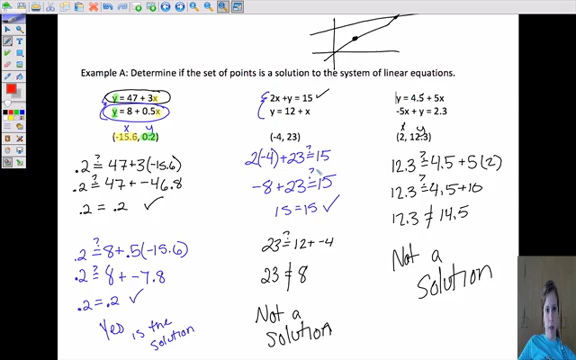 Example A: Determine if the set of points is a solution to the system of linear equations.
y = 47 + 3x
y = 8 + 0.5x
x y
(-15.6, 0.2)
.2 ?= 47+3(-15.6)
.2 ?= 47+ -46.8
.2 = .2 ✓
.2 ?= 8+.5(-15.6)
.2 ?= 8+ -7.8
.2 = .2 ✓
Yes is the
solution
2x +y = 15 ✓
y = 12 + x
(-4, 23)
2(-4)+23 ?= 15
-8+23 ?= 15
15=15 ✓
23 ?= 12+ -4
23 ≠ 8
Not a
solution
y = 4.5 + 5x
-5x + y = 2.3
x y
(2, 12.3)
12.3 ?= 4.5+5(2)
12.3 ?= 4.5+10
12.3 ≠ 14.5
Not a
Solution